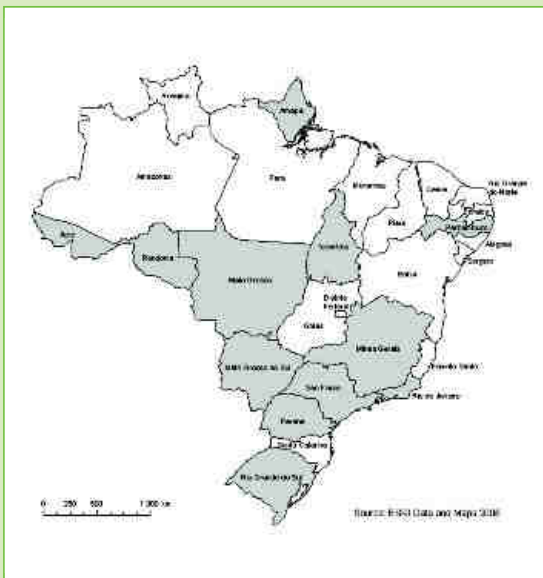 Roraima
Amapa
Amazonas
Para
Maranhao
Ceara
Rio Grande
do Norte
Paraiba
Piaui
Pernambuco
Acre
Alagoas
Sergipe
Tocantins
Rondonia
Bahia
Mato Grosso
Distrito
Federal
Goias
Minas Gerais
Mato Grosso do Sul
Espirito Santo
Sao Paulo
Rio de Janeiro
Parana
Santa Catarina
Rio Grande do Sul
0 250 500 1 000 km
Source: ESRI Data and Maps